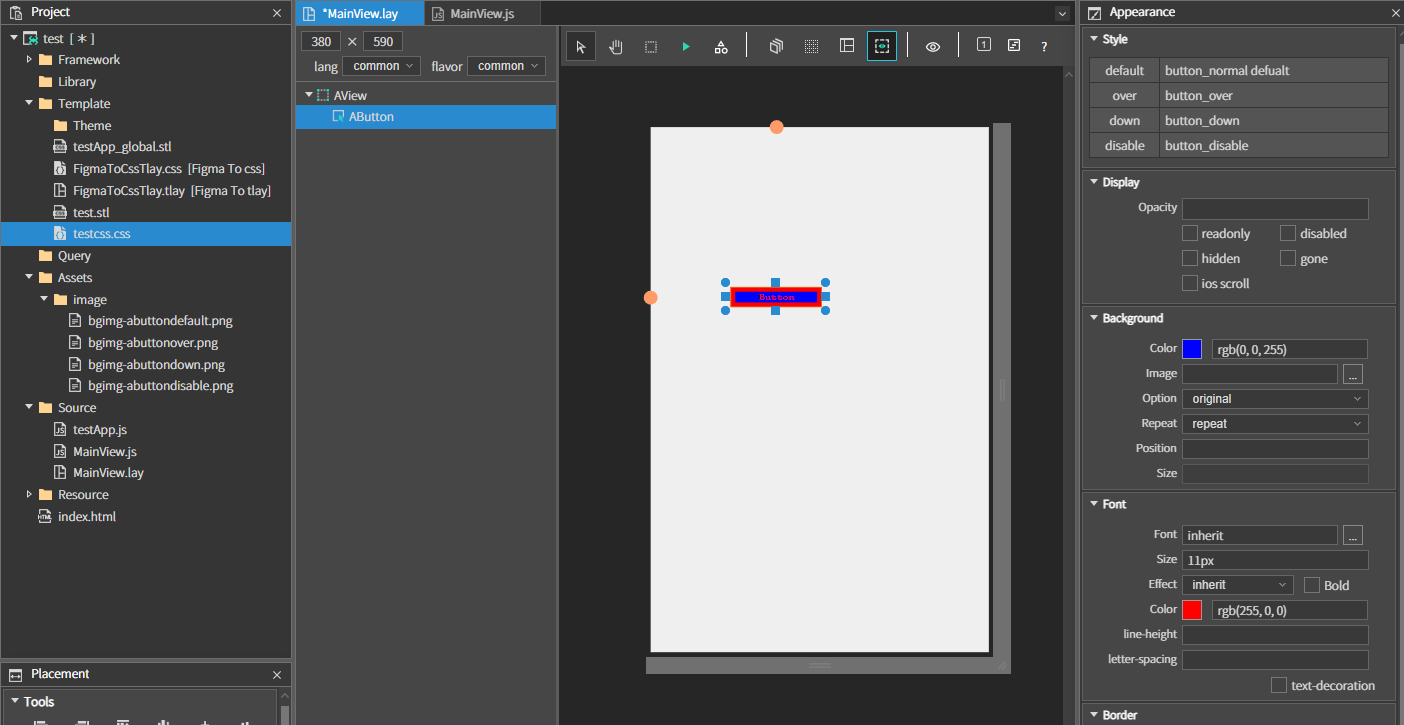 Project
test [ ∗ ]
Framework
Library
Template
Theme
testApp_global.stl
FigmaToCssTlay.css [Figma To css]
FigmaToCssTlay.tlay [Figma To tlay]
test.stl
testcss.css
Query
Assets
image
bgimg-abuttondefault.png
bgimg-abuttonover.png
bgimg-abuttondown.png
bgimg-abuttondisable.png
Source
testApp.js
MainView.js
MainView.lay
Resource
index.html
Placement
Tools
*MainView.lay
MainView.js
380 × 590
lang common flavor common
AView
AButton
1 ?
Button
Appearance
Style
default button_normal defualt
over button_over
down button_down
disable button_disable
Display
Opacity
readonly disabled
hidden gone
ios scroll
Background
Color rgb(0, 0, 255)
Image ...
Option original
Repeat repeat
Position
Size
Font
Font inherit ...
Size 11px
Effect inherit Bold
Color rgb(255, 0, 0)
line-height
letter-spacing
text-decoration
Border